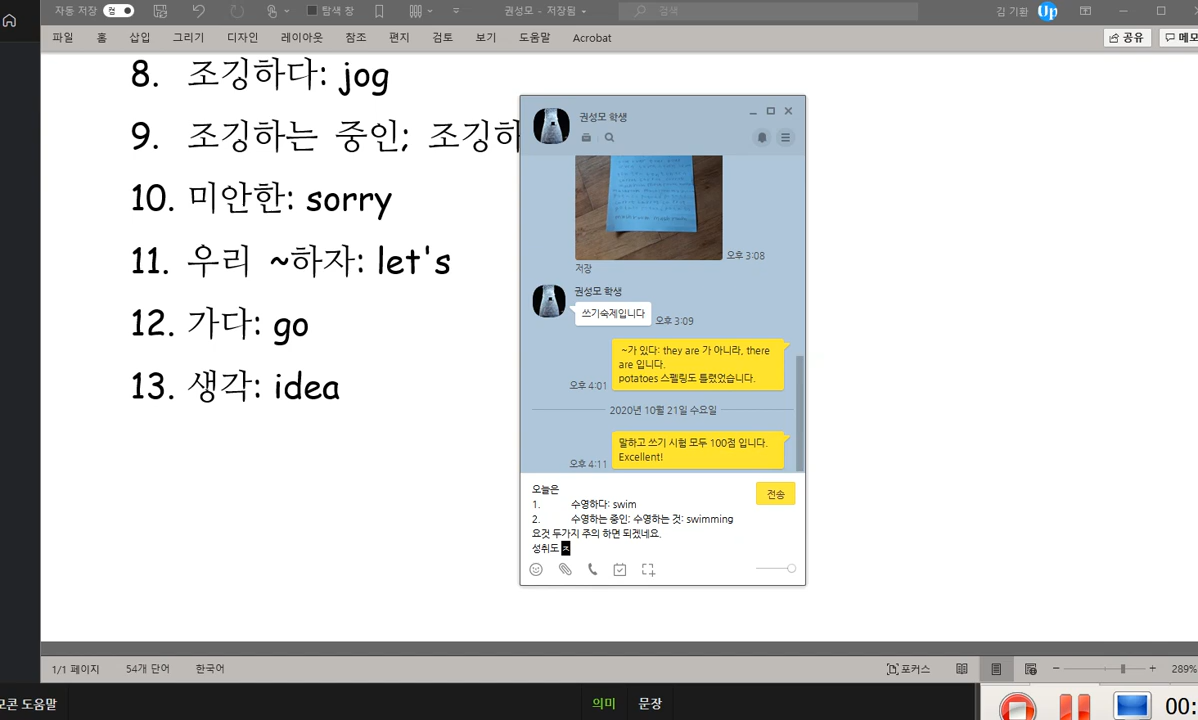 자동 저장 컴
탐색 창
권성모 - 저장됨
검색
김 기환
Up
파일 홈 삽입 그리기 디자인 레이아웃 참조 편지 검토 보기 도움말 Acrobat
공유 메모
8. 조깅하다: jog
9. 조깅하는 중인; 조깅하
10. 미안한: sorry
11. 우리 ~하자: let's
12. 가다: go
13. 생각: idea
권성모 학생
오후 3:08
저장
권성모 학생
쓰기숙제입니다
오후 3:09
~가 있다: they are 가 아니라, there
are 입니다.
potatoes 스펠링도 틀렸었습니다.
오후 4:01
2020년 10월 21일 수요일
말하고 쓰기 시험 모두 100점 입니다.
Excellent!
오후 4:11
오늘은
1. 수영하다: swim
2. 수영하는 중인; 수영하는 것: swimming
요것 두가지 주의 하면 되겠네요.
성취도 ㅈ
전송
1/1 페이지 54개 단어 한국어
포커스
289%
모콘 도움말
의미 문장
00: